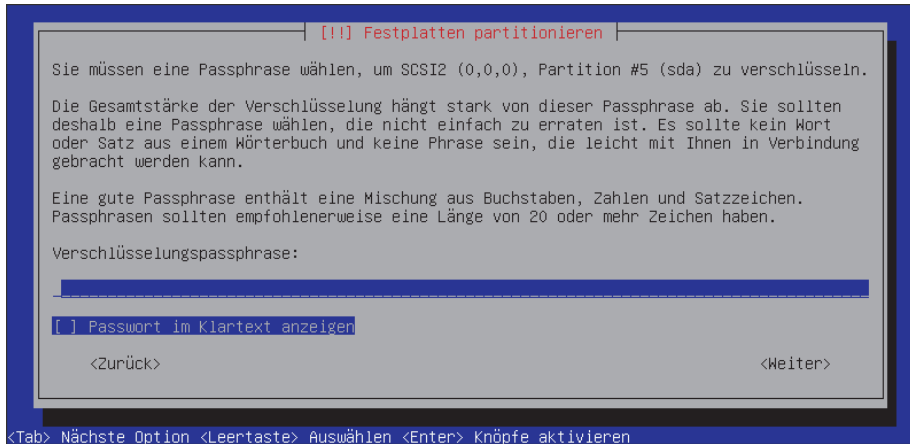 [!!] Festplatten partitionieren
Sie müssen eine Passphrase wählen, um SCSI2 (0,0,0), Partition #5 (sda) zu verschlüsseln.
Die Gesamtstärke der Verschlüsselung hängt stark von dieser Passphrase ab. Sie sollten
deshalb eine Passphrase wählen, die nicht einfach zu erraten ist. Es sollte kein Wort
oder Satz aus einem Wörterbuch und keine Phrase sein, die leicht mit Ihnen in Verbindung
gebracht werden kann.
Eine gute Passphrase enthält eine Mischung aus Buchstaben, Zahlen und Satzzeichen.
Passphrasen sollten empfohlenerweise eine Länge von 20 oder mehr Zeichen haben.
Verschlüsselungspassphrase:
[ ] Passwort im Klartext anzeigen
<Zurück> <Weiter>
<Tab> Nächste Option <Leertaste> Auswählen <Enter> Knöpfe aktivieren